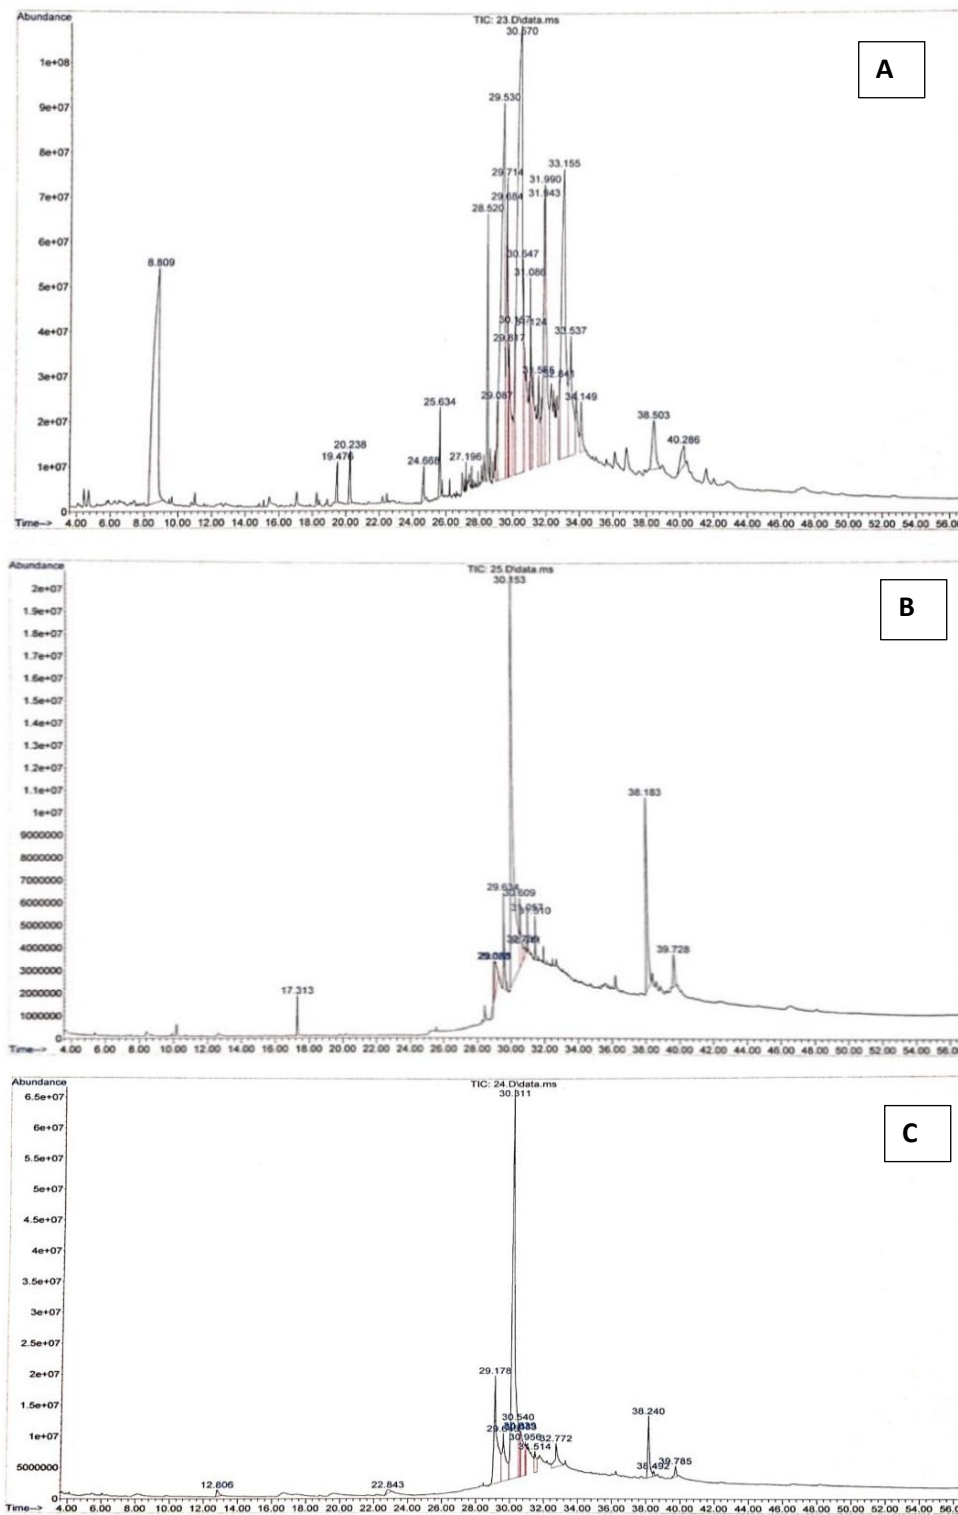 Abundance
TIC: 23.D\data.ms
30.570
A
1e+08
29.530
9e+07
8e+07
29.714
33.155
31.990
7e+07
29.684
31.943
28.520
6e+07
30.647
8.809
31.086
5e+07
4e+07
33.537
29.817
3e+07
29.087
34.149
25.634
2e+07
38.503
20.238
40.286
19.476
24.668
27.196
1e+07
0
Time-->
4.00 6.00 8.00 10.00 12.00 14.00 16.00 18.00 20.00 22.00 24.00 26.00 28.00 30.00 32.00 34.00 36.00 38.00 40.00 42.00 44.00 46.00 48.00 50.00 52.00 54.00
Abundance
TIC: 25.D\data.ms
30.153
B
2e+07
1.9e+07
1.8e+07
1.7e+07
1.6e+07
1.5e+07
1.4e+07
1.3e+07
1.2e+07
1.1e+07
38.183
1e+07
9000000
8000000
7000000
29.634
30.609
6000000
5000000
4000000
39.728
3000000
2000000
17.313
1000000
0
Time-->
4.00 6.00 8.00 10.00 12.00 14.00 16.00 18.00 20.00 22.00 24.00 26.00 28.00 30.00 32.00 34.00 36.00 38.00 40.00 42.00 44.00 46.00 48.00 50.00 52.00 54.00
Abundance
TIC: 24.D\data.ms
30.311
C
6.5e+07
6e+07
5.5e+07
5e+07
4.5e+07
4e+07
3.5e+07
3e+07
2.5e+07
2e+07
29.178
1.5e+07
38.240
30.540
1e+07
30.956
32.772
31.514
5000000
38.492
39.785
12.806
22.843
0
Time-->
4.00 6.00 8.00 10.00 12.00 14.00 16.00 18.00 20.00 22.00 24.00 26.00 28.00 30.00 32.00 34.00 36.00 38.00 40.00 42.00 44.00 46.00 48.00 50.00 52.00 54.00